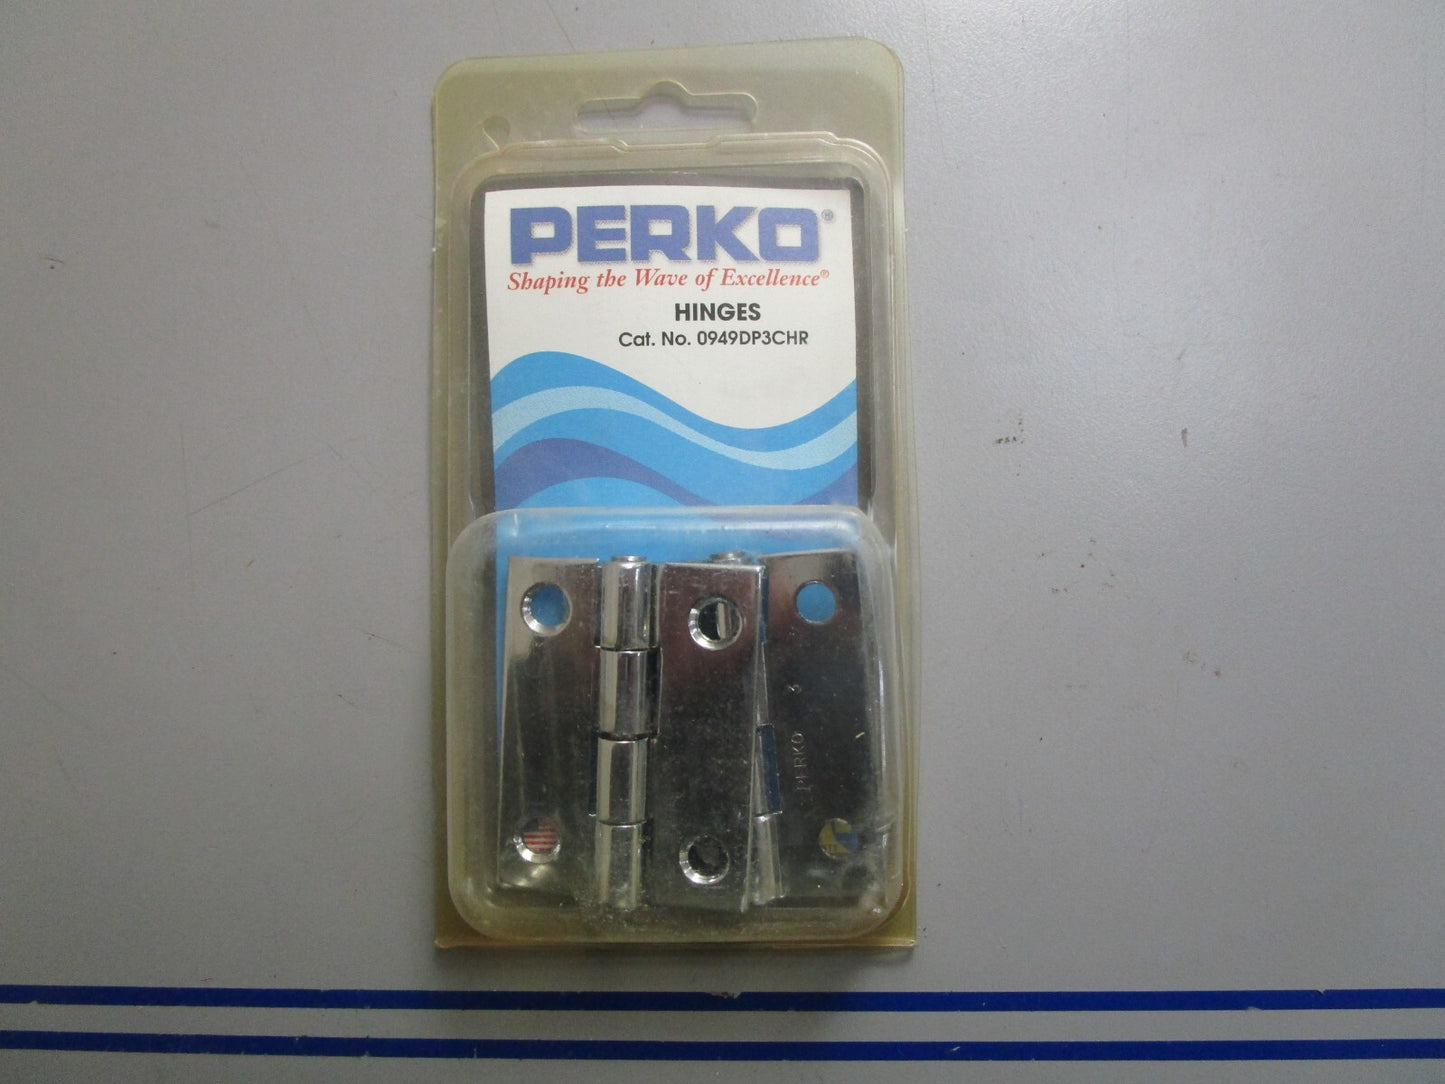 PERKO®
Shaping the Wave of Excellence®
HINGES
Cat. No. 0949DP3CHR
3
PERKO